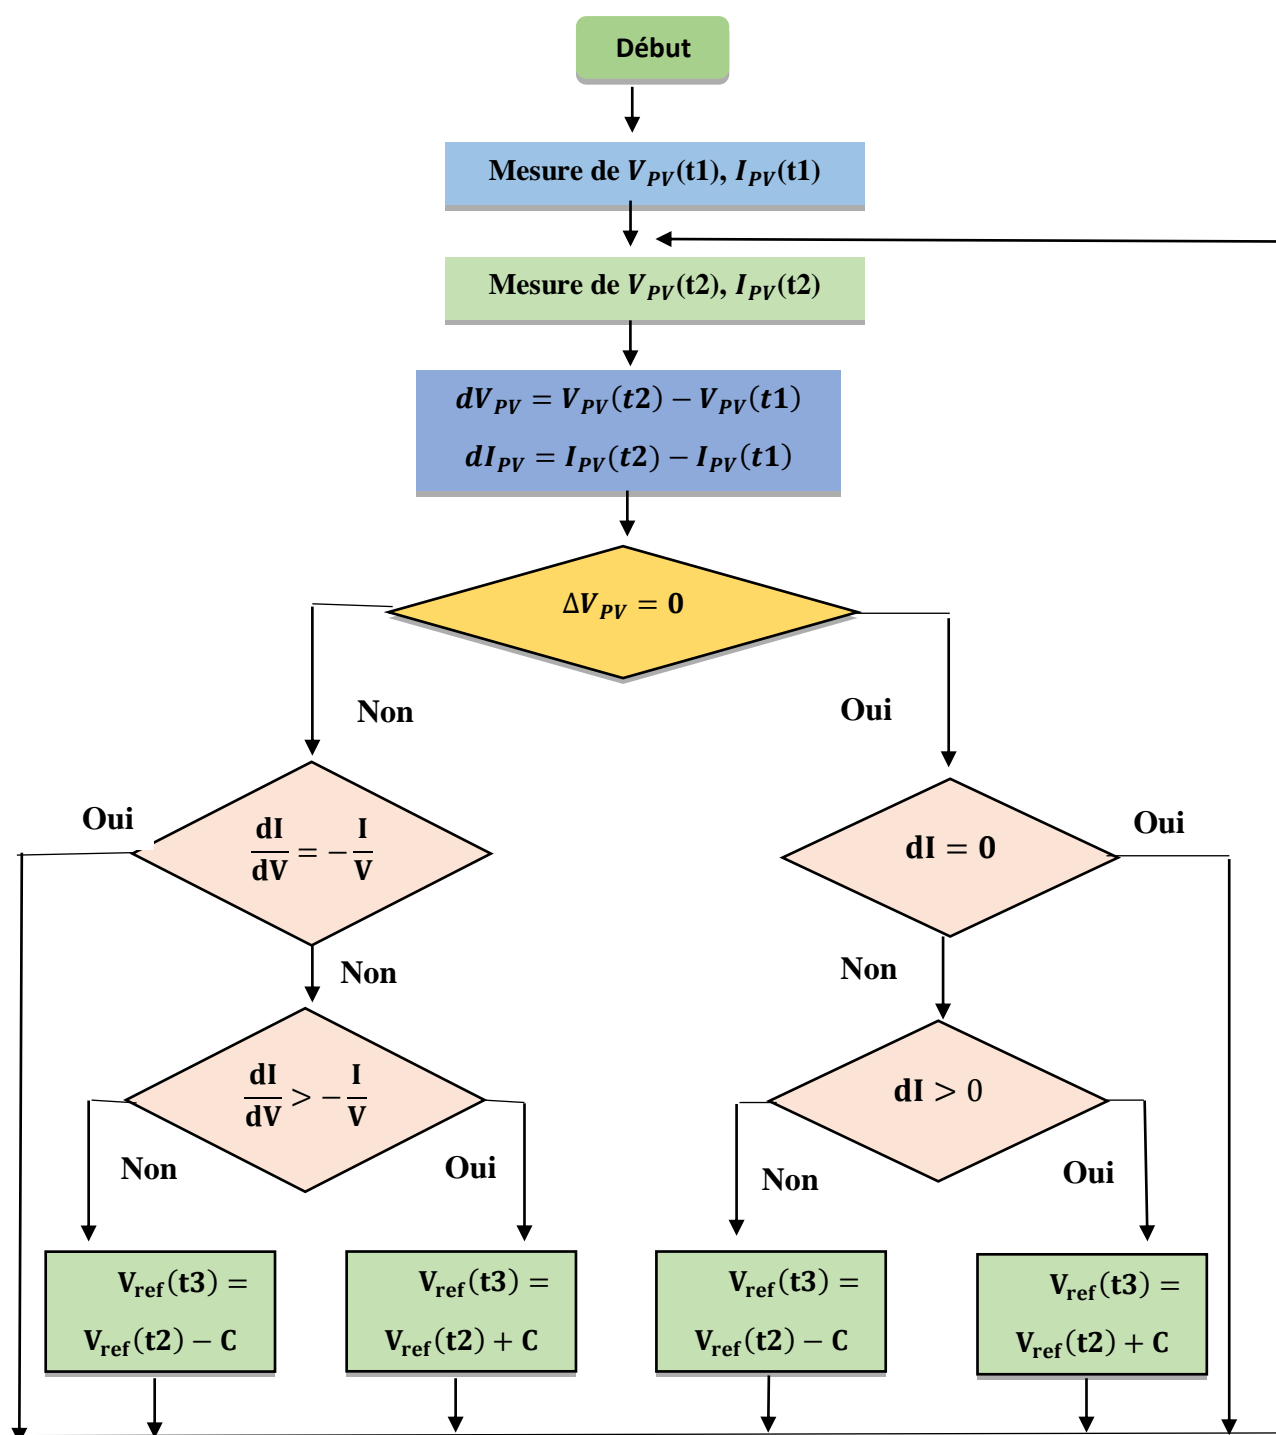 Début
Mesure de V_PV(t1), I_PV(t1)
Mesure de V_PV(t2), I_PV(t2)
dV_PV = V_PV(t2) − V_PV(t1)
dI_PV = I_PV(t2) − I_PV(t1)
ΔV_PV = 0
Non
Oui
Oui
dI/dV = − I/V
dI = 0
Oui
Non
Non
dI/dV > − I/V
dI > 0
Non
Oui
Non
Oui
V_ref(t3) =
V_ref(t2) − C
V_ref(t3) =
V_ref(t2) + C
V_ref(t3) =
V_ref(t2) − C
V_ref(t3) =
V_ref(t2) + C